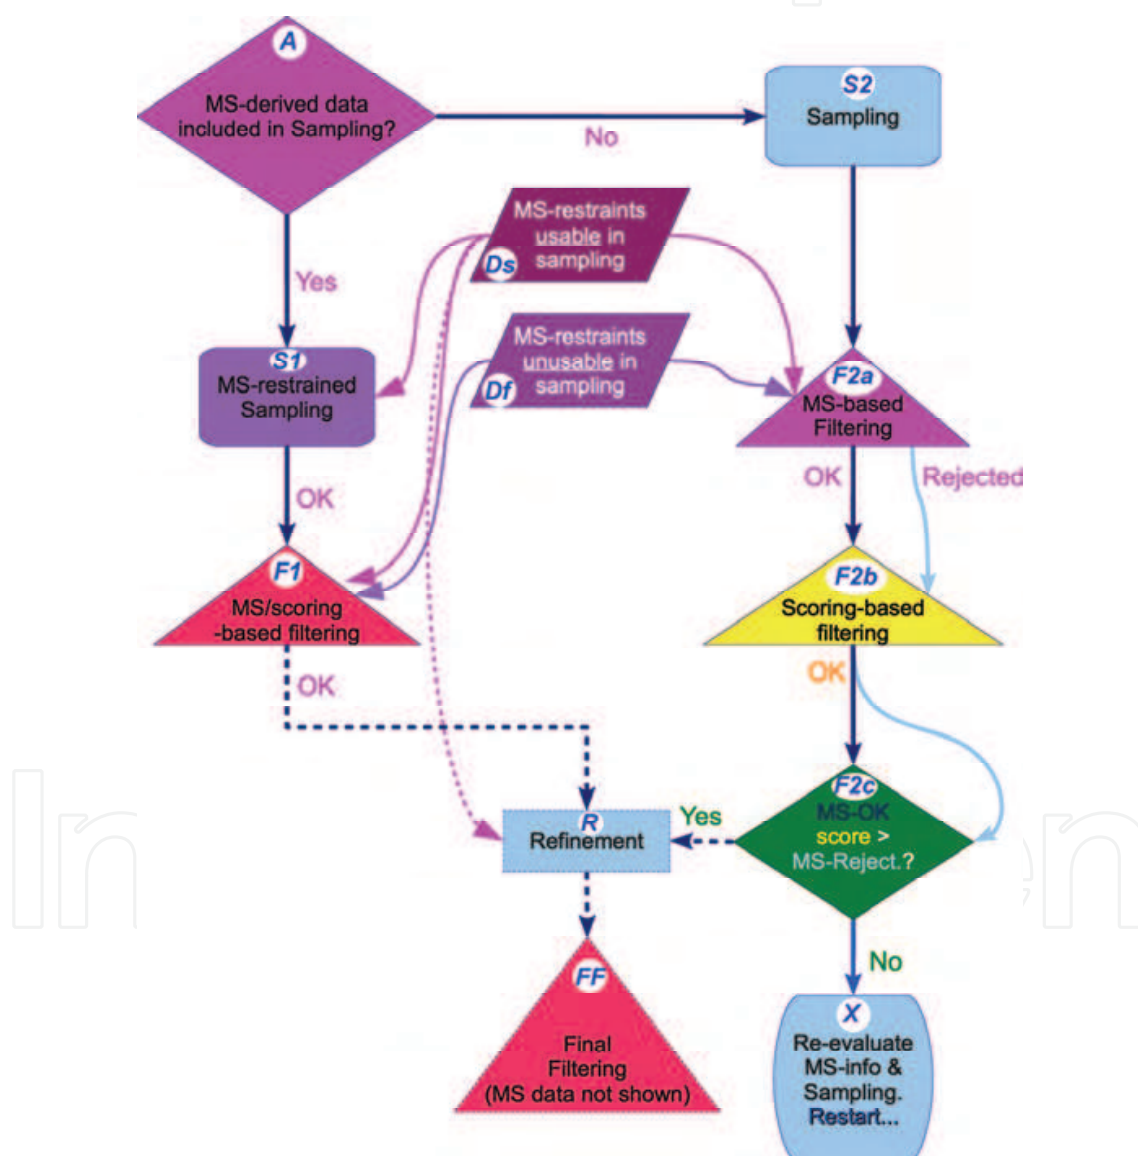 A
MS-derived data
included in Sampling?
No
S2
Sampling
Yes
MS-restraints
usable in
sampling
Ds
MS-restraints
unusable in
sampling
Df
S1
MS-restrained
Sampling
F2a
MS-based
Filtering
OK
OK
Rejected
F1
MS/scoring
-based filtering
F2b
Scoring-based
filtering
OK
OK
R
Refinement
Yes
F2c
MS-OK
score >
MS-Reject.?
No
FF
Final
Filtering
(MS data not shown)
X
Re-evaluate
MS-info &
Sampling.
Restart...
In
en